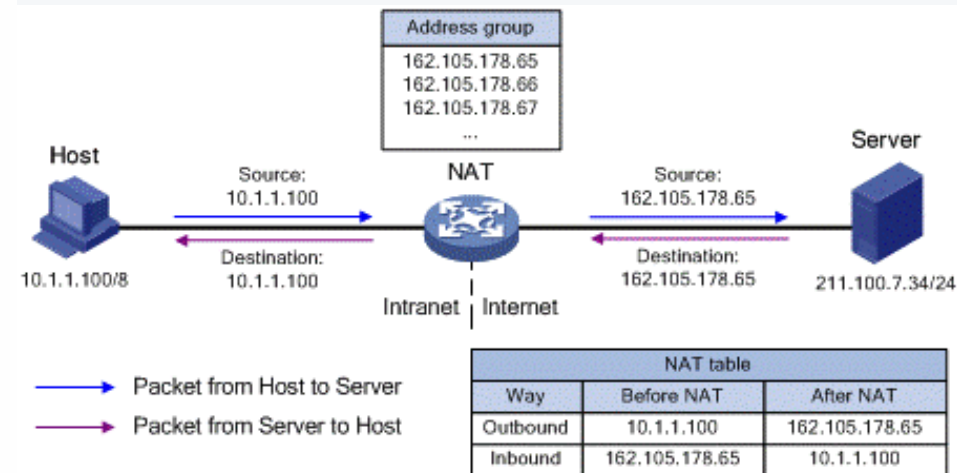 Address group
162.105.178.65
162.105.178.66
162.105.178.67
...
Host
NAT
Server
Source:
10.1.1.100
Source:
162.105.178.65
Destination:
10.1.1.100
Destination:
162.105.178.65
10.1.1.100/8
211.100.7.34/24
Intranet
Internet
Packet from Host to Server
Packet from Server to Host
NAT table
Way Before NAT After NAT
Outbound 10.1.1.100 162.105.178.65
Inbound 162.105.178.65 10.1.1.100